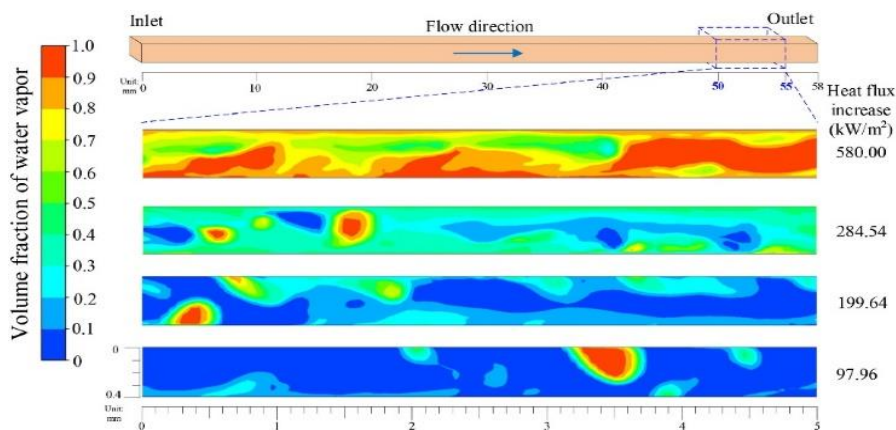 Inlet
Flow direction
Outlet
Unit:
mm
0
10
20
30
40
50
55
58
Volume fraction of water vapor
1.0
0.9
0.8
0.7
0.6
0.5
0.4
0.3
0.2
0.1
0
Heat flux
increase
(kW/m²)
580.00
284.54
199.64
97.96
0
0.4
Unit:
mm
0
1
2
3
4
5